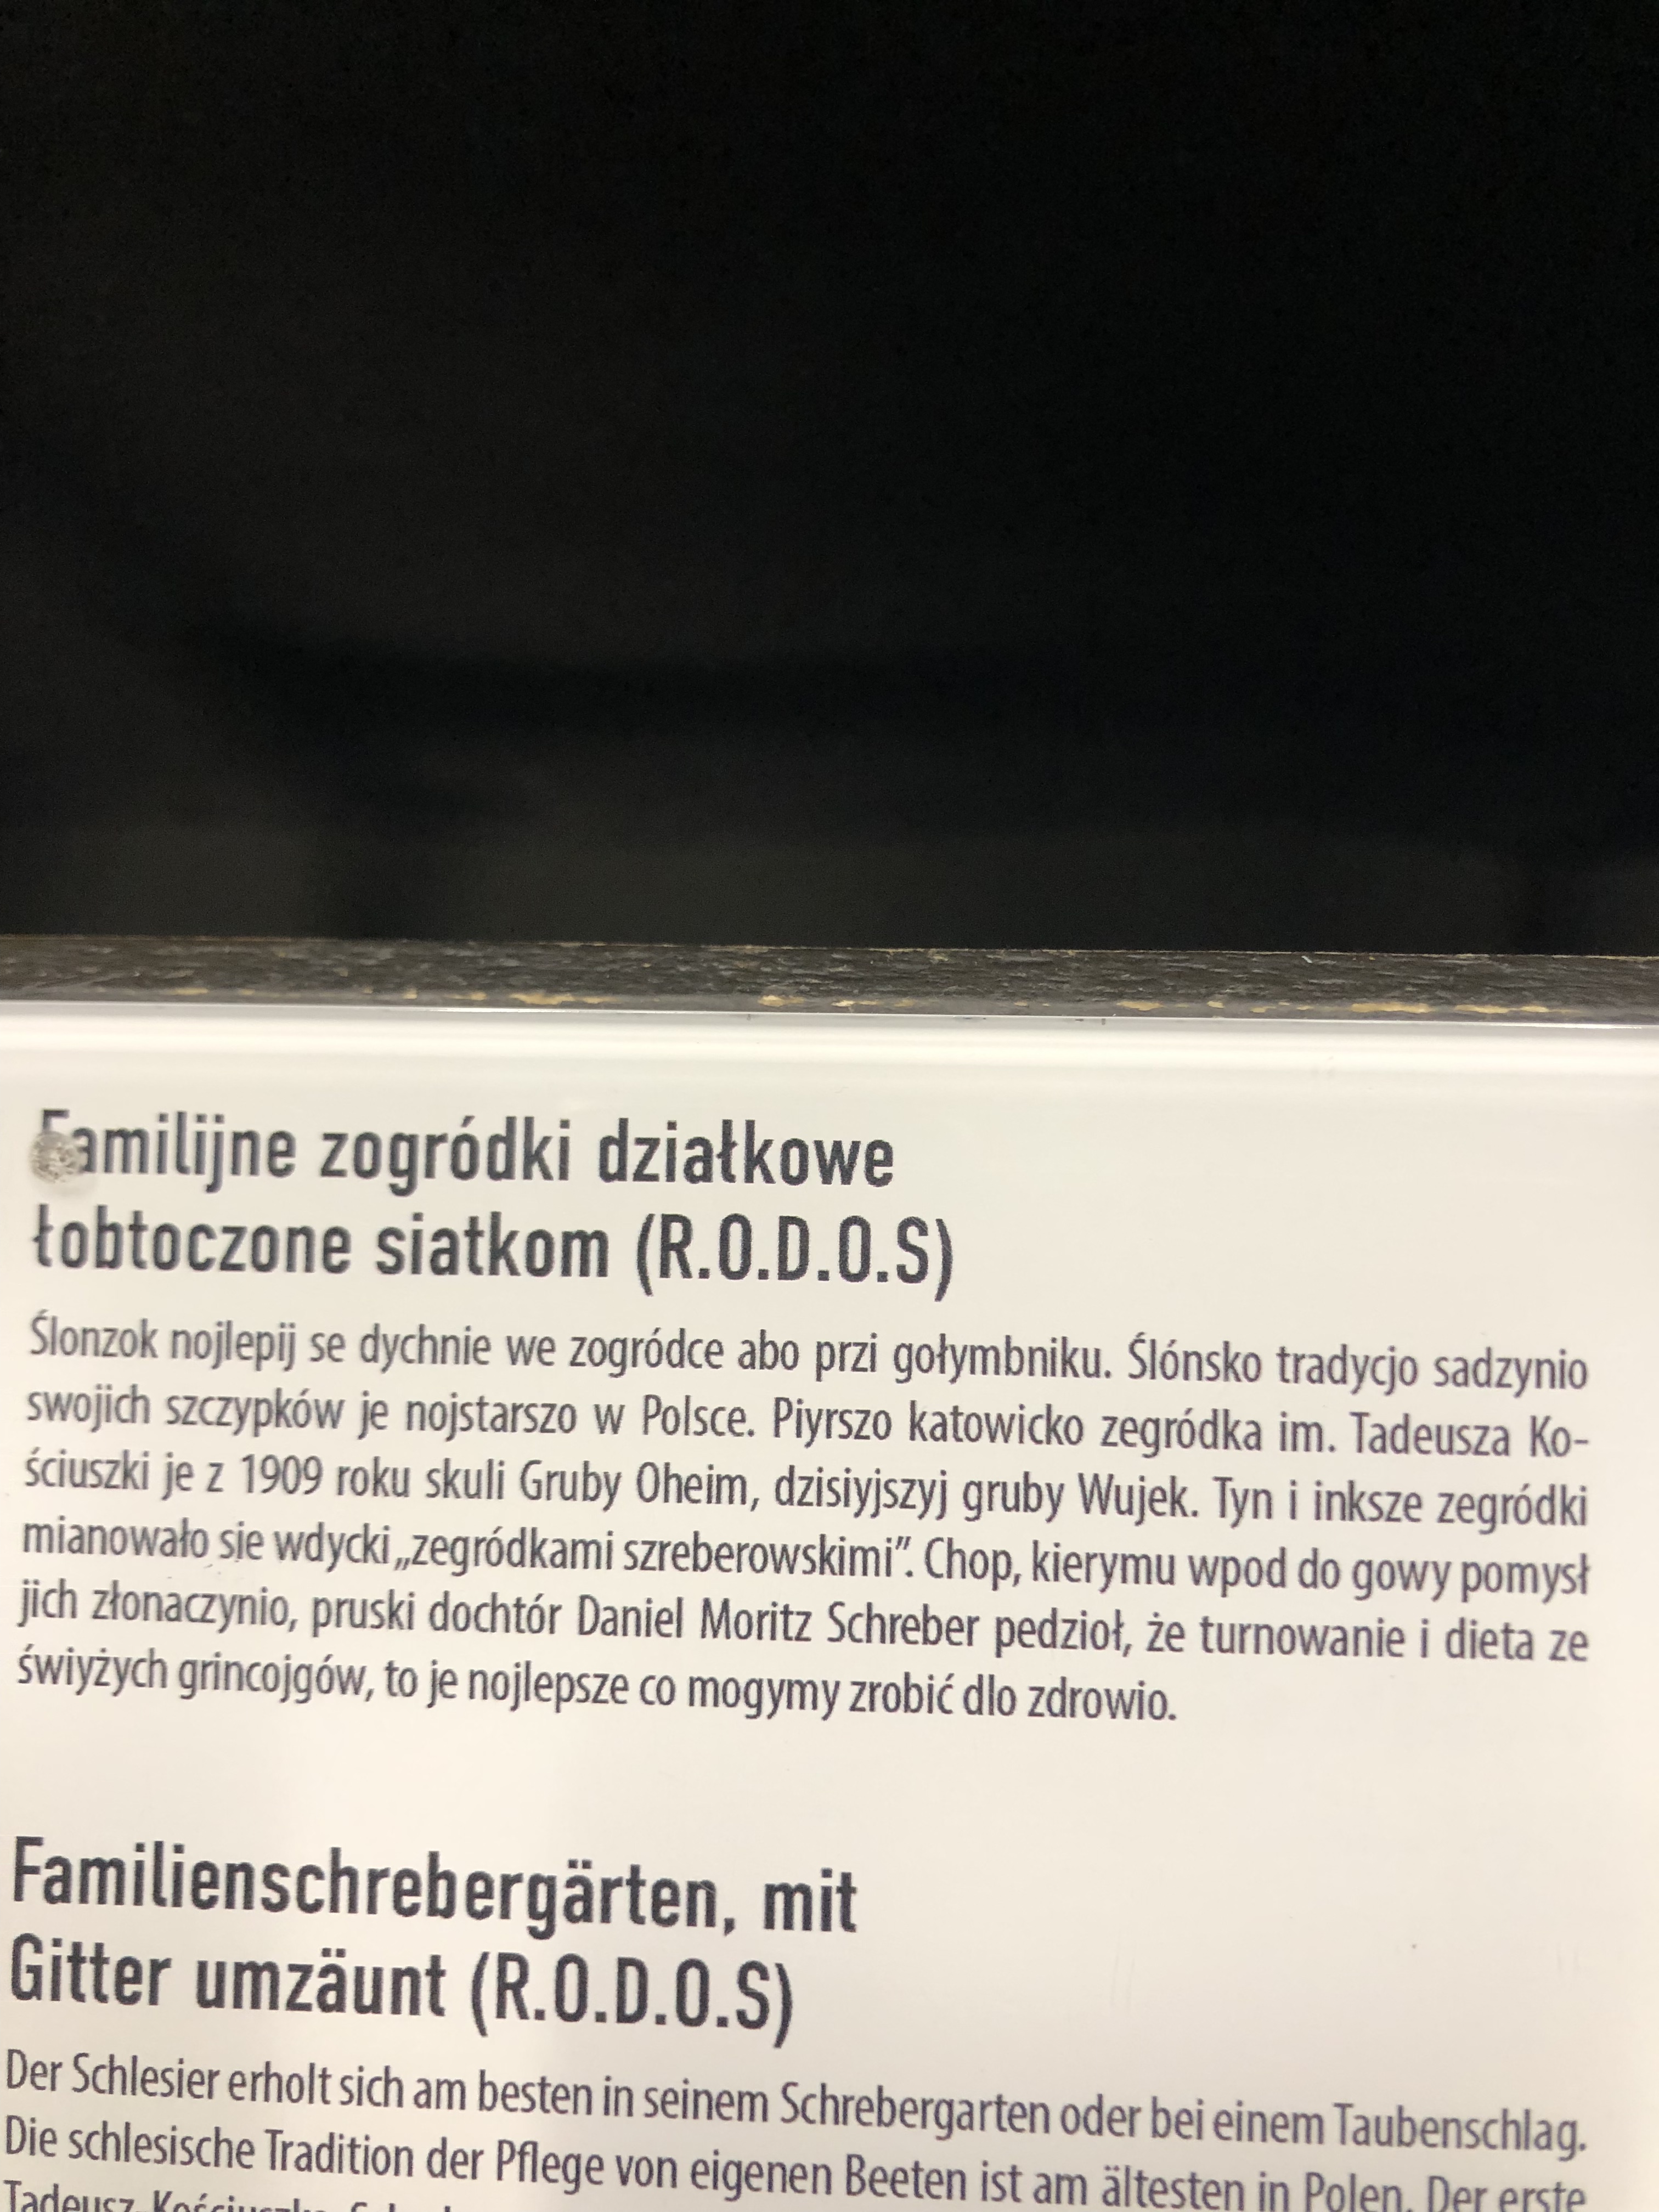 Familijne zogródki działkowe
łobtoczone siatkom (R.O.D.O.S)
Ślonzok nojlepij se dychnie we zogródce abo przi gołymbniku. Ślónsko tradycjo sadzynio
swojich szczypków je nojstarszo w Polsce. Piyrszo katowicko zegródka im. Tadeusza Ko-
ściuszki je z 1909 roku skuli Gruby Oheim, dzisiyjszyj gruby Wujek. Tyn i inksze zegródki
mianowało sie wdycki „zegródkami szreberowskimi”. Chop, kierymu wpod do gowy pomysł
jich złonaczynio, pruski dochtór Daniel Moritz Schreber pedzioł, że turnowanie i dieta ze
świyżych grincojgów, to je nojlepsze co mogymy zrobić dlo zdrowio.
Familienschrebergärten, mit
Gitter umzäunt (R.O.D.O.S)
Der Schlesier erholt sich am besten in seinem Schrebergarten oder bei einem Taubenschlag.
Die schlesische Tradition der Pflege von eigenen Beeten ist am ältesten in Polen. Der erste